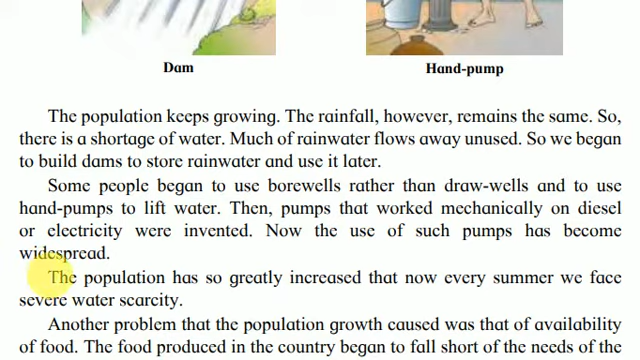 Dam
Hand-pump
The population keeps growing. The rainfall, however, remains the same. So,
there is a shortage of water. Much of rainwater flows away unused. So we began
to build dams to store rainwater and use it later.
Some people began to use borewells rather than draw-wells and to use
hand-pumps to lift water. Then, pumps that worked mechanically on diesel
or electricity were invented. Now the use of such pumps has become
widespread.
The population has so greatly increased that now every summer we face
severe water scarcity.
Another problem that the population growth caused was that of availability
of food. The food produced in the country began to fall short of the needs of the